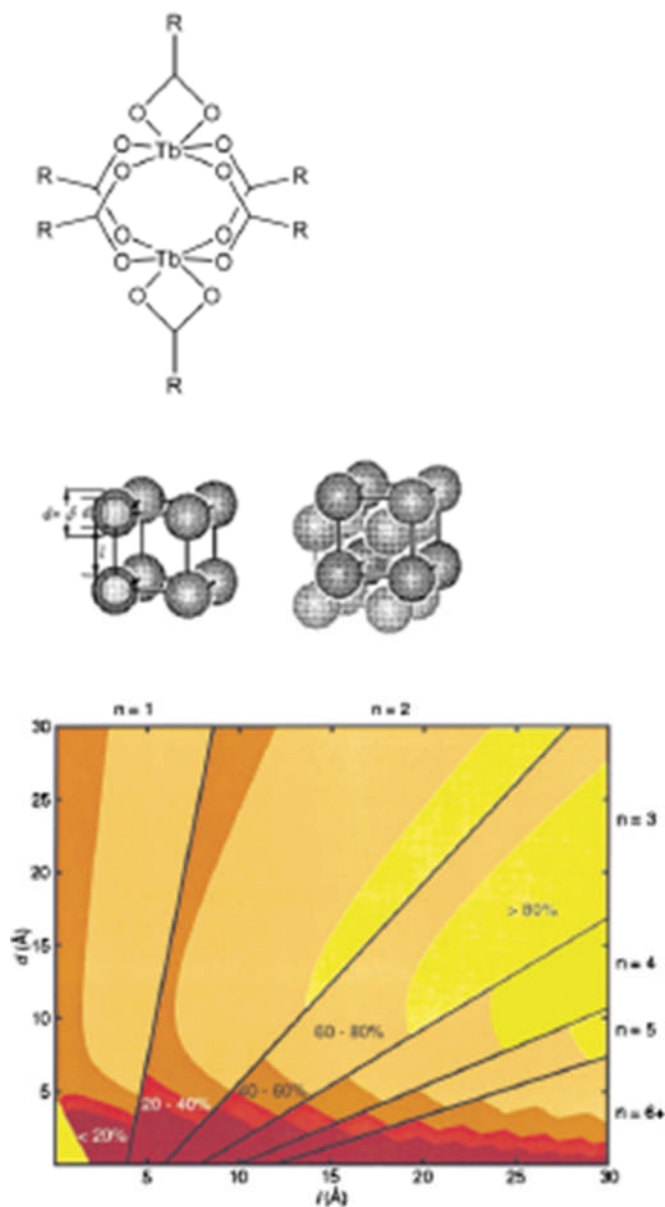 R
O O
O Tb O
O O
R R
R R
O O
O Tb O
O O
R
n = 1 n = 2
30
25
20
15
10
5
d (Å)
n = 3
n = 4
n = 5
n = 6+
> 80%
60 - 80%
40 - 60%
20 - 40%
< 20%
5 10 15 20 25 30
l (Å)